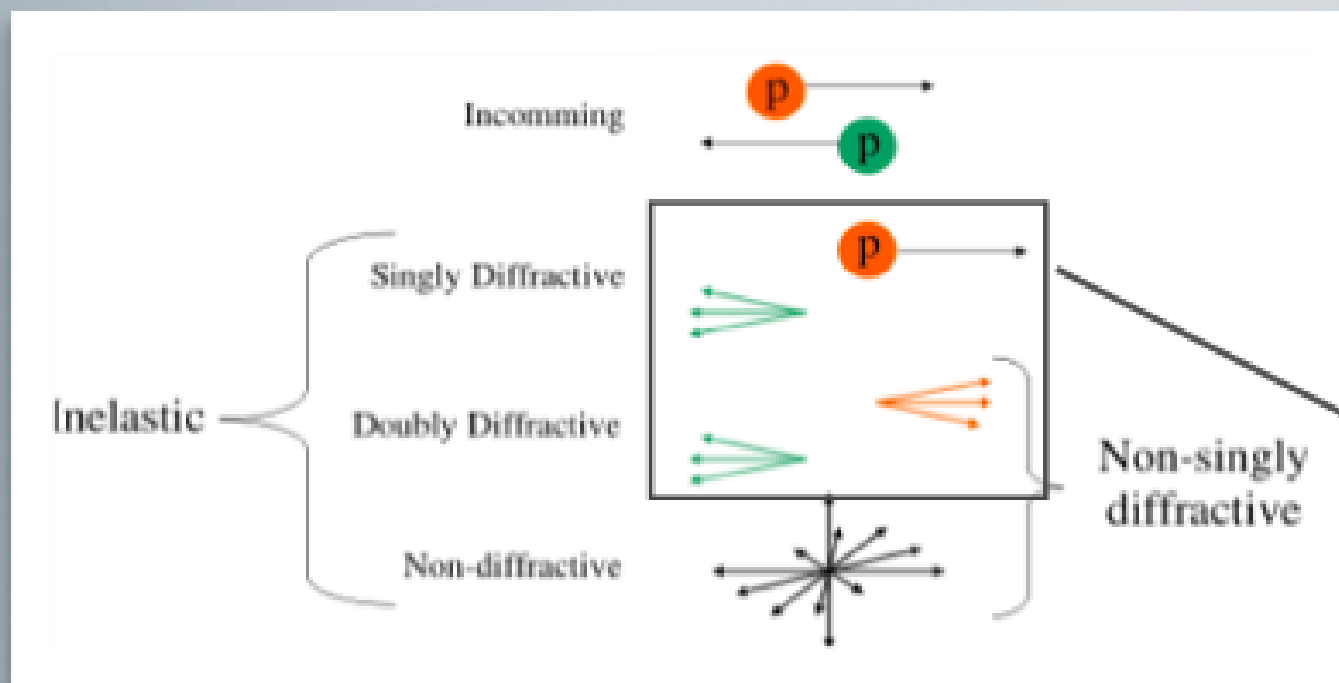 p
Incomming
p
p
Singly Diffractive
Inelastic
Doubly Diffractive
Non-singly
diffractive
Non-diffractive